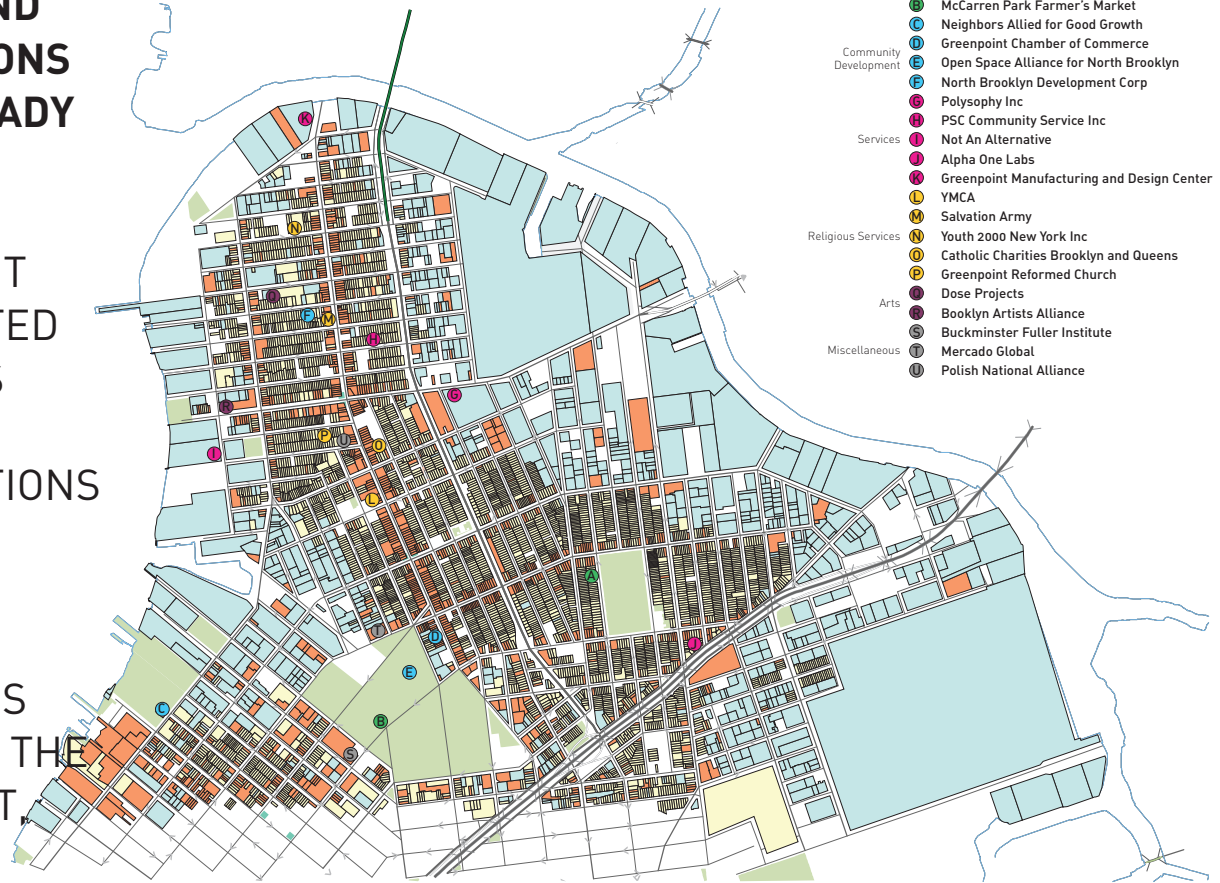 ND
ONS
ADY
T
TED
S
TIONS
S
THE
T,
B McCarren Park Farmer's Market
C Neighbors Allied for Good Growth
D Greenpoint Chamber of Commerce
Community
Development
E Open Space Alliance for North Brooklyn
F North Brooklyn Development Corp
G Polysophy Inc
H PSC Community Service Inc
Services
I Not An Alternative
J Alpha One Labs
K Greenpoint Manufacturing and Design Center
L YMCA
M Salvation Army
Religious Services
N Youth 2000 New York Inc
O Catholic Charities Brooklyn and Queens
P Greenpoint Reformed Church
Q Dose Projects
Arts
R Booklyn Artists Alliance
S Buckminster Fuller Institute
Miscellaneous
T Mercado Global
U Polish National Alliance
K
N
Q
F
M
H
G
R
P
U
O
I
L
A
T
D
J
E
C
B
S